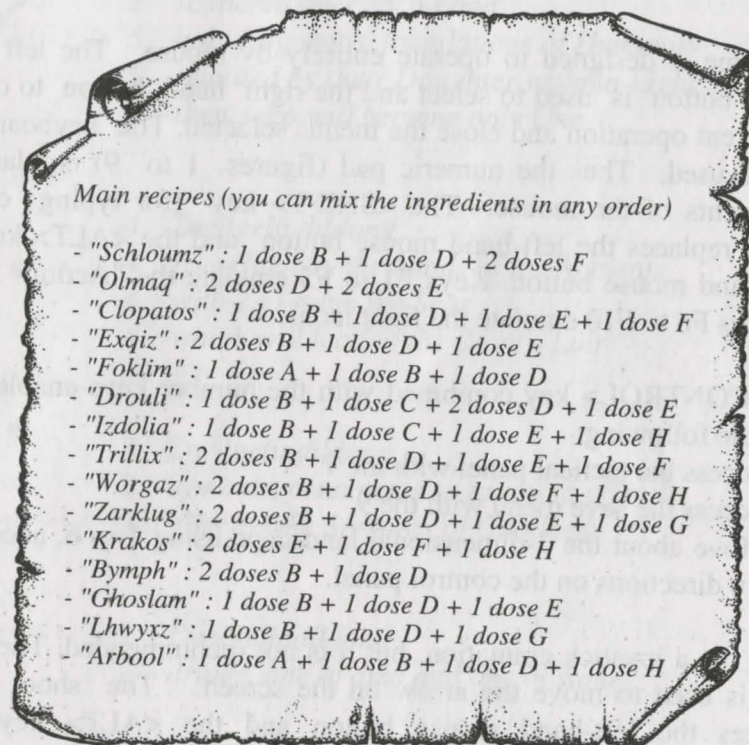 Main recipes (you can mix the ingredients in any order)
- "Schloumz" : 1 dose B + 1 dose D + 2 doses F
- "Olmaq" : 2 doses D + 2 doses E
- "Clopatos" : 1 dose B + 1 dose D + 1 dose E + 1 dose F
- "Exqiz" : 2 doses B + 1 dose D + 1 dose E
- "Foklim" : 1 dose A + 1 dose B + 1 dose D
- "Drouli" : 1 dose B + 1 dose C + 2 doses D + 1 dose E
- "Izdolia" : 1 dose B + 1 dose C + 1 dose E + 1 dose H
- "Trillix" : 2 doses B + 1 dose D + 1 dose E + 1 dose F
- "Worgaz" : 2 doses B + 1 dose D + 1 dose F + 1 dose H
- "Zarklug" : 2 doses B + 1 dose D + 1 dose E + 1 dose G
- "Krakos" : 2 doses E + 1 dose F + 1 dose H
- "Bymph" : 2 doses B + 1 dose D
- "Ghoslam" : 1 dose B + 1 dose D + 1 dose E
- "Lhwyxz" : 1 dose B + 1 dose D + 1 dose G
- "Arbool" : 1 dose A + 1 dose B + 1 dose D + 1 dose H